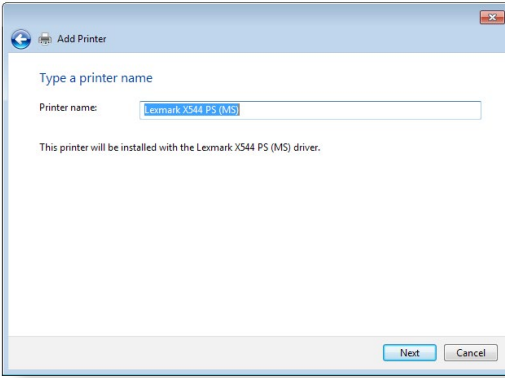 Add Printer
Type a printer name
Printer name: Lexmark X544 PS (MS)
This printer will be installed with the Lexmark X544 PS (MS) driver.
Next Cancel